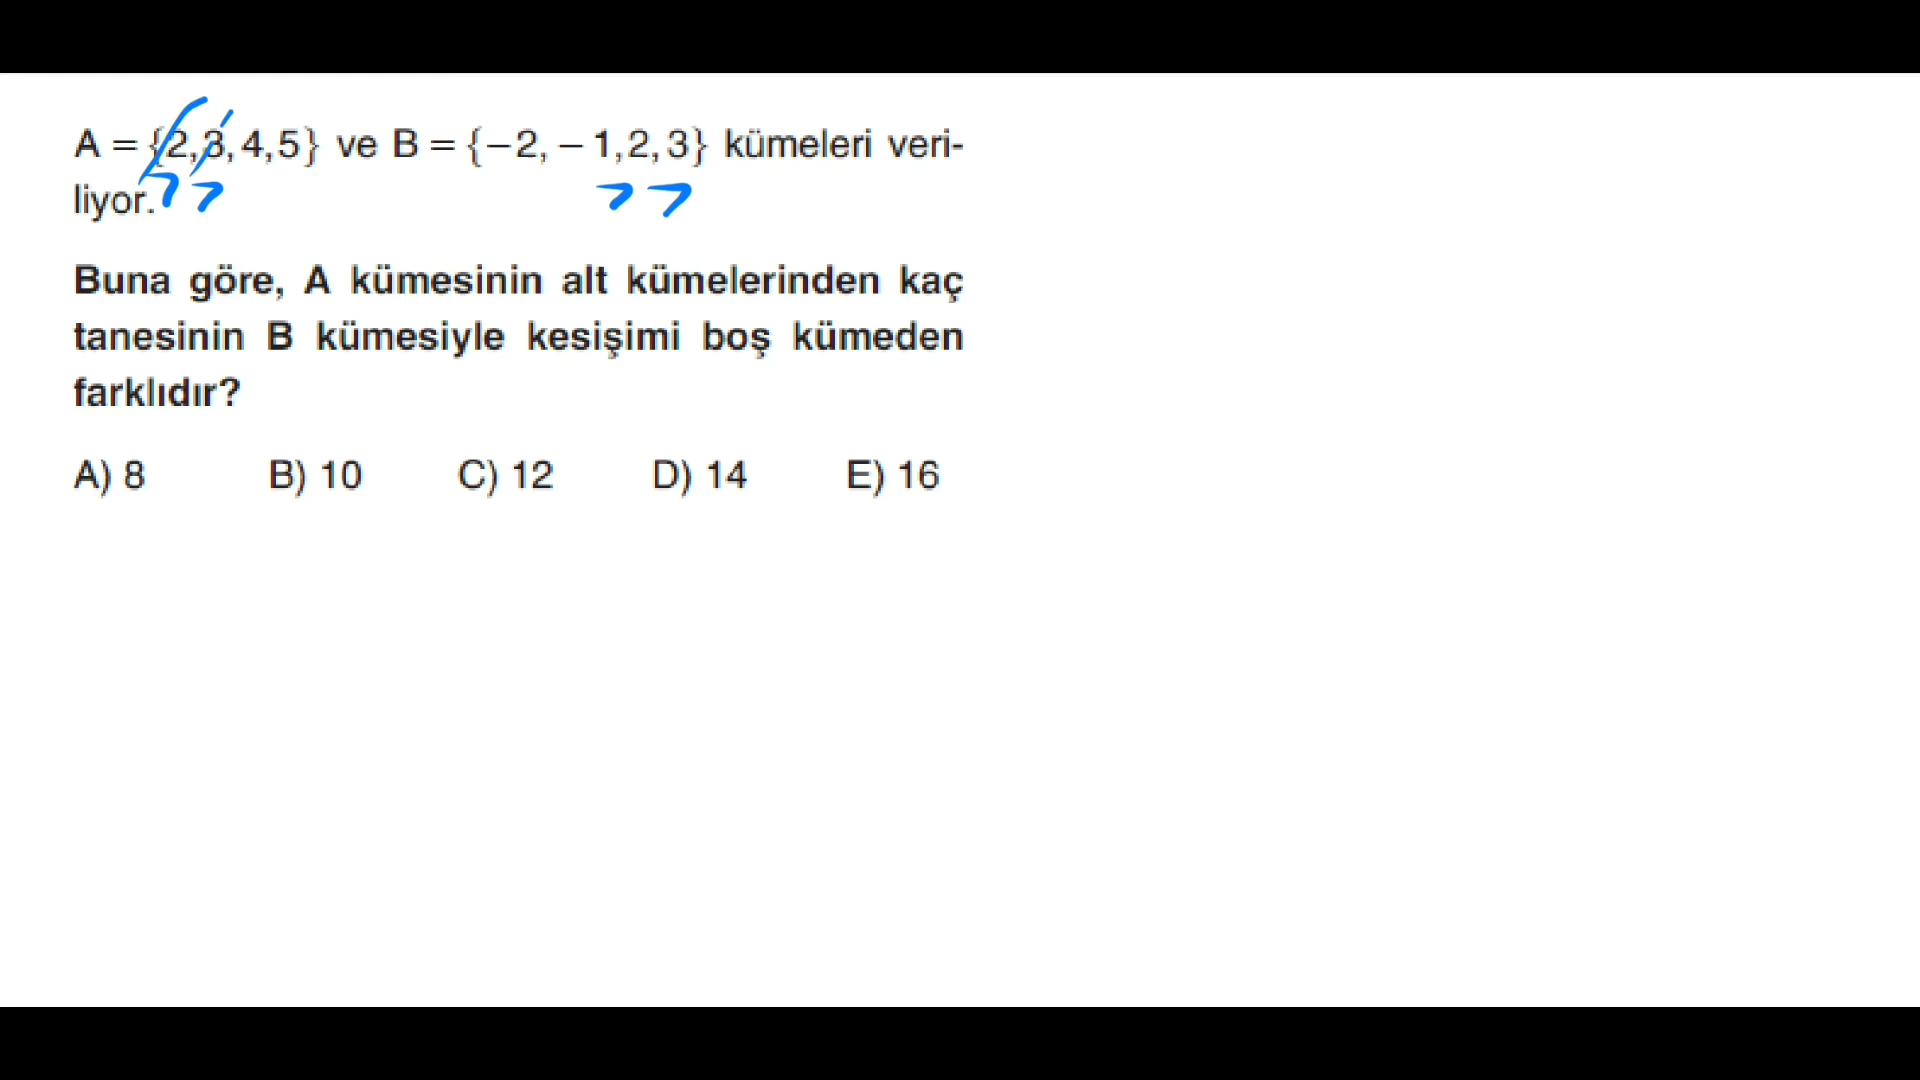 A = {2,3,4,5} ve B = {−2, − 1,2,3} kümeleri veri-
liyor.
Buna göre, A kümesinin alt kümelerinden kaç
tanesinin B kümesiyle kesişimi boş kümeden
farklıdır?
A) 8 B) 10 C) 12 D) 14 E) 16